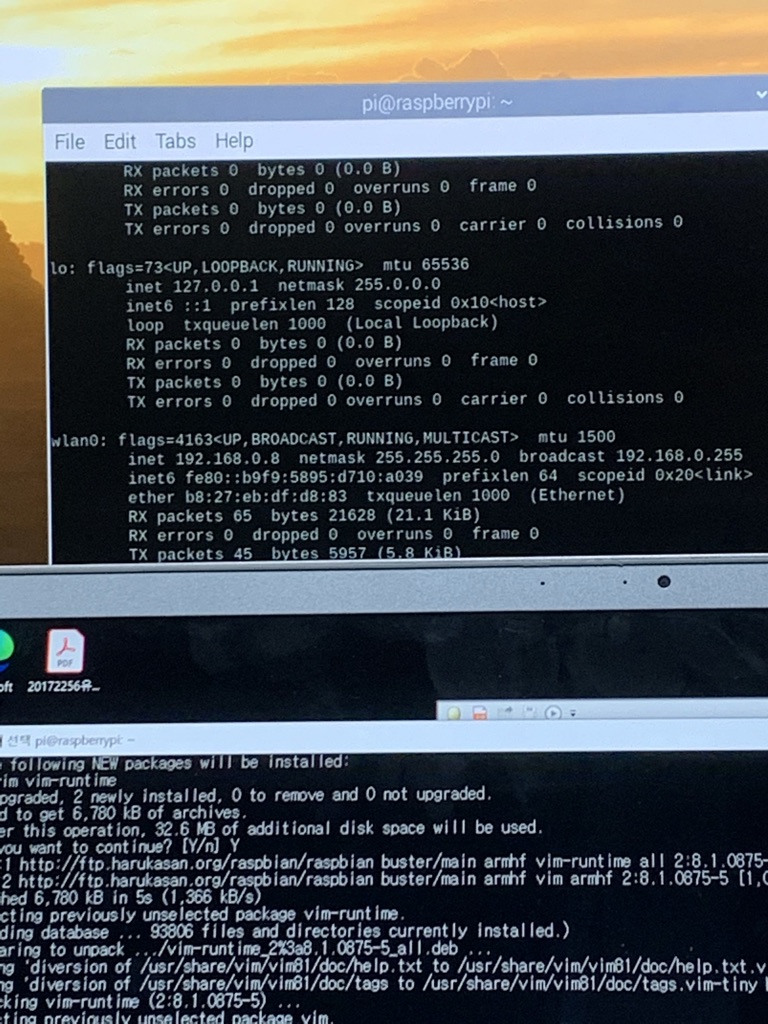 pi@raspberrypi: ~
File Edit Tabs Help
RX packets 0 bytes 0 (0.0 B)
RX errors 0 dropped 0 overruns 0 frame 0
TX packets 0 bytes 0 (0.0 B)
TX errors 0 dropped 0 overruns 0 carrier 0 collisions 0
lo: flags=73<UP,LOOPBACK,RUNNING> mtu 65536
inet 127.0.0.1 netmask 255.0.0.0
inet6 ::1 prefixlen 128 scopeid 0x10<host>
loop txqueuelen 1000 (Local Loopback)
RX packets 0 bytes 0 (0.0 B)
RX errors 0 dropped 0 overruns 0 frame 0
TX packets 0 bytes 0 (0.0 B)
TX errors 0 dropped 0 overruns 0 carrier 0 collisions 0
wlan0: flags=4163<UP,BROADCAST,RUNNING,MULTICAST> mtu 1500
inet 192.168.0.8 netmask 255.255.255.0 broadcast 192.168.0.255
inet6 fe80::b9f9:5895:d710:a039 prefixlen 64 scopeid 0x20<link>
ether b8:27:eb:df:d8:83 txqueuelen 1000 (Ethernet)
RX packets 65 bytes 21628 (21.1 KiB)
RX errors 0 dropped 0 overruns 0 frame 0
TX packets 45 bytes 5957 (5.8 KiB)
PDF
oft 20172256유...
선택 pi@raspberrypi: ~
following NEW packages will be installed:
im vim-runtime
pgraded, 2 newly installed, 0 to remove and 0 not upgraded.
d to get 6,780 kB of archives.
er this operation, 32.6 MB of additional disk space will be used.
you want to continue? [Y/n] Y
:1 http://ftp.harukasan.org/raspbian/raspbian buster/main armhf vim-runtime all 2:8.1.0875-
2 http://ftp.harukasan.org/raspbian/raspbian buster/main armhf vim armhf 2:8.1.0875-5 [1,0
hed 6,780 kB in 5s (1,366 kB/s)
cting previously unselected package vim-runtime.
ding database ... 93806 files and directories currently installed.)
aring to unpack .../vim-runtime_2%3a8.1.0875-5_all.deb ...
ng 'diversion of /usr/share/vim/vim81/doc/help.txt to /usr/share/vim/vim81/doc/help.txt.v
ng 'diversion of /usr/share/vim/vim81/doc/tags to /usr/share/vim/vim81/doc/tags.vim-tiny
king vim-runtime (2:8.1.0875-5) ...
ting previously unselected package vim.